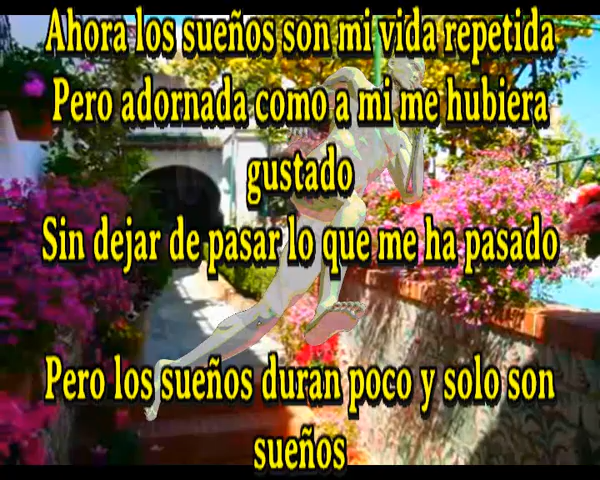 Ahora los sueños son mi vida repetida
Pero adornada como a mi me hubiera
gustado
Sin dejar de pasar lo que me ha pasado
Pero los sueños duran poco y solo son
sueños